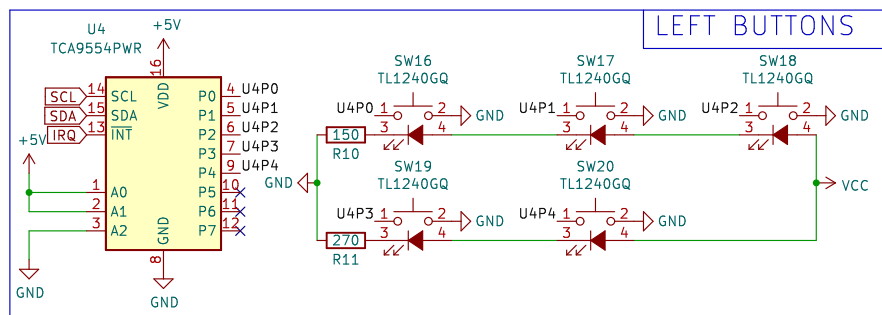 LEFT BUTTONS
U4
TCA9554PWR
+5V
16
VDD
14 SCL SCL P0 4 U4P0
15 SDA SDA P1 5 U4P1
13 IRQ INT P2 6 U4P2
P3 7 U4P3
P4 9 U4P4
+5V
1 A0 P5 10
2 A1 P6 11
3 A2 P7 12
GND
8
GND
GND
SW16
TL1240GQ
U4P0 1 2 GND
3 4
SW17
TL1240GQ
U4P1 1 2 GND
3 4
SW18
TL1240GQ
U4P2 1 2 GND
3 4
150
R10
GND
VCC
SW19
TL1240GQ
U4P3 1 2 GND
3 4
SW20
TL1240GQ
U4P4 1 2 GND
3 4
270
R11